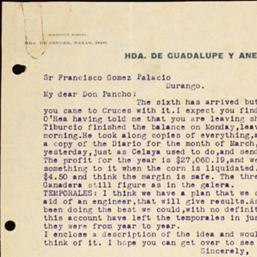 HDA. DE CRUCES, NAZAS, DGO.
HDA. DE GUADALUPE Y ANE
Sr Francisco Gomez Palacio
Durango.
My dear Don Pancho:
The sixth has arrived but
you came to Cruces with it. I expect you find
O'Hea having told me that you are leaving sh
Tiburcio finished the balance on Monday, leav
morning. He took along copies of everything, a
a copy of the Diario for the month of March,
yesterday, just as Celaya used to do, and send
The profit for the year is $27,060.19, and we
something to it when the corn is liquidated.
$4.50 and think the margin is safe. The thre
Ganadera still figure as in the galera.
TEMPORALES: I think we have a plan that we c
aid of an engineer, that will give results. As
been doing the best we could, with no definit
this account have left the temporales in jus
they were from year to year.
I enclose a description of the idea and woul
think of it. I hope you can get over to see
Sincerely,